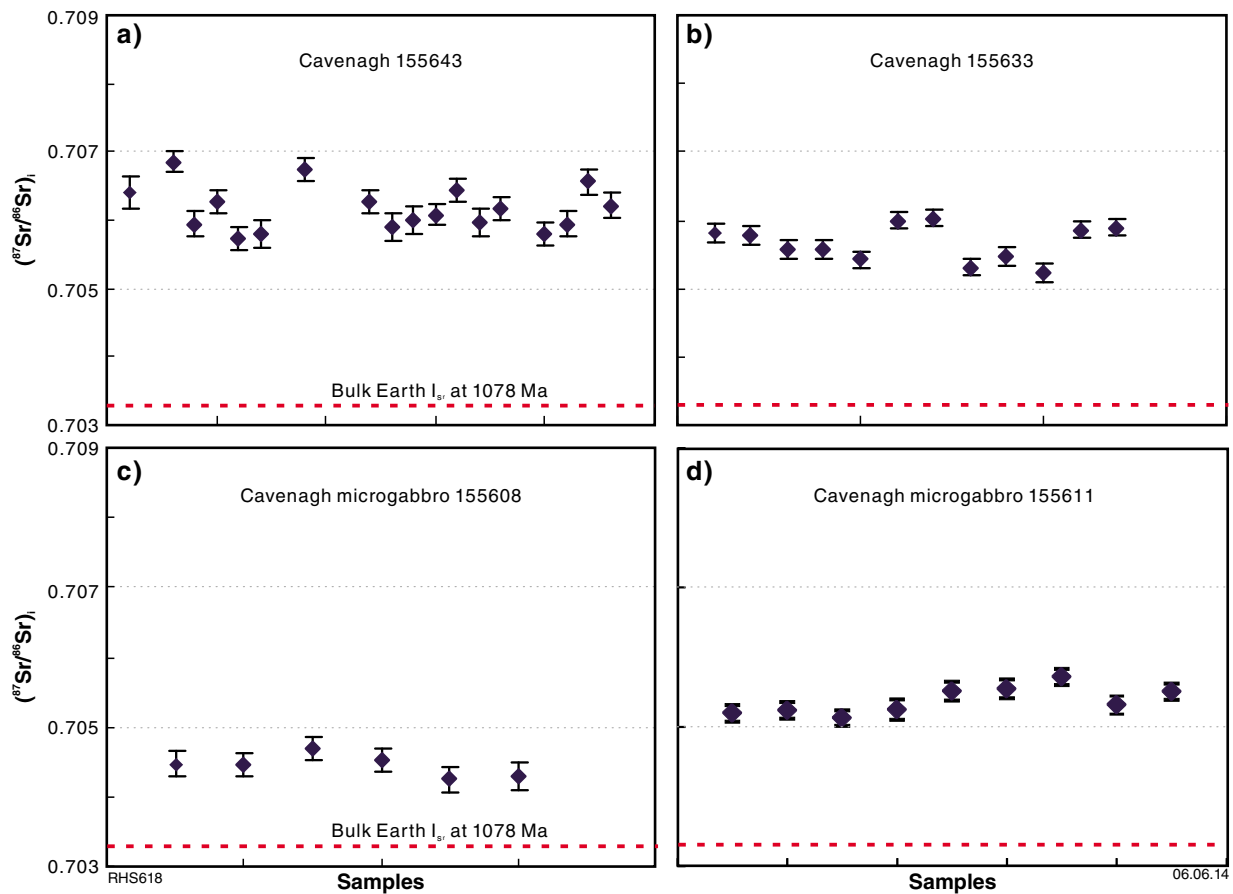 0.709
a)
Cavenagh 155643
b)
Cavenagh 155633
0.707
(⁸⁷Sr/⁸⁶Sr)ᵢ
0.705
Bulk Earth I Sr at 1078 Ma
0.703
0.709
c)
Cavenagh microgabbro 155608
d)
Cavenagh microgabbro 155611
0.707
(⁸⁷Sr/⁸⁶Sr)ᵢ
0.705
Bulk Earth I Sr at 1078 Ma
0.703
RHS618
Samples
Samples
06.06.14